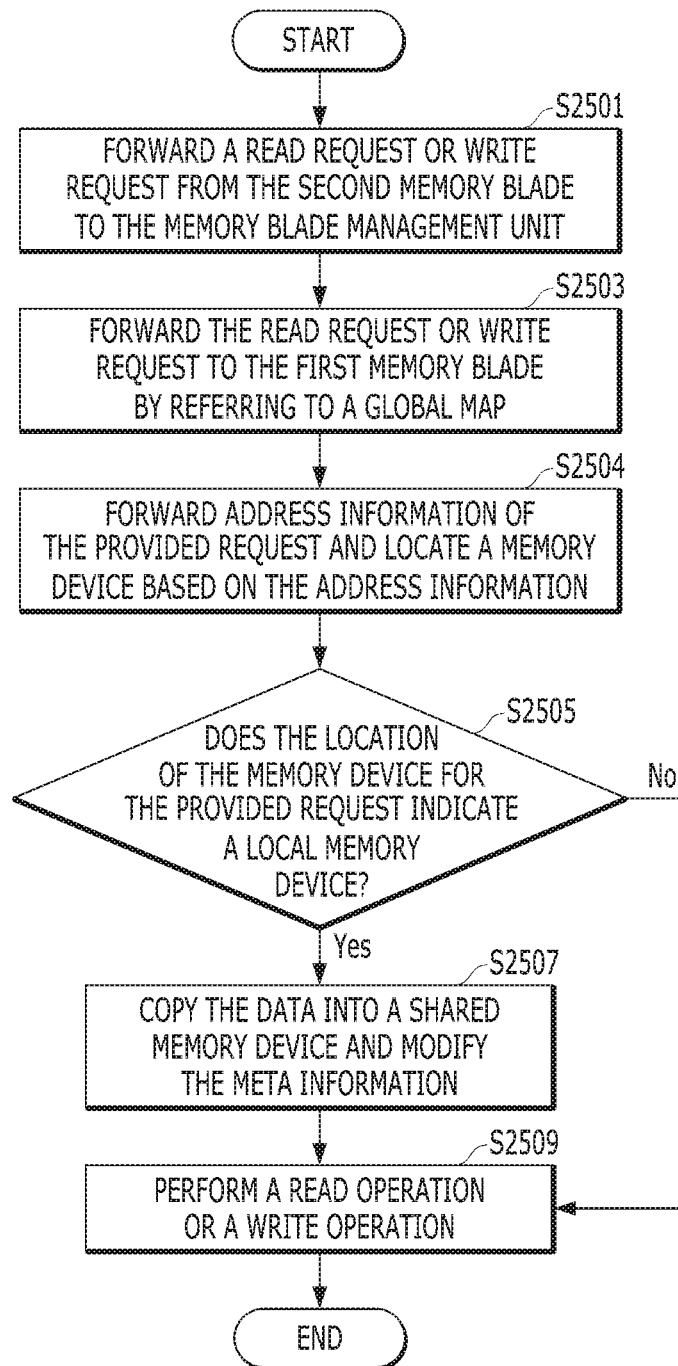 START
S2501
FORWARD A READ REQUEST OR WRITE
REQUEST FROM THE SECOND MEMORY BLADE
TO THE MEMORY BLADE MANAGEMENT UNIT
S2503
FORWARD THE READ REQUEST OR WRITE
REQUEST TO THE FIRST MEMORY BLADE
BY REFERRING TO A GLOBAL MAP
S2504
FORWARD ADDRESS INFORMATION OF
THE PROVIDED REQUEST AND LOCATE A MEMORY
DEVICE BASED ON THE ADDRESS INFORMATION
S2505
DOES THE LOCATION
OF THE MEMORY DEVICE FOR
THE PROVIDED REQUEST INDICATE
A LOCAL MEMORY
DEVICE?
No
Yes
S2507
COPY THE DATA INTO A SHARED
MEMORY DEVICE AND MODIFY
THE META INFORMATION
S2509
PERFORM A READ OPERATION
OR A WRITE OPERATION
END